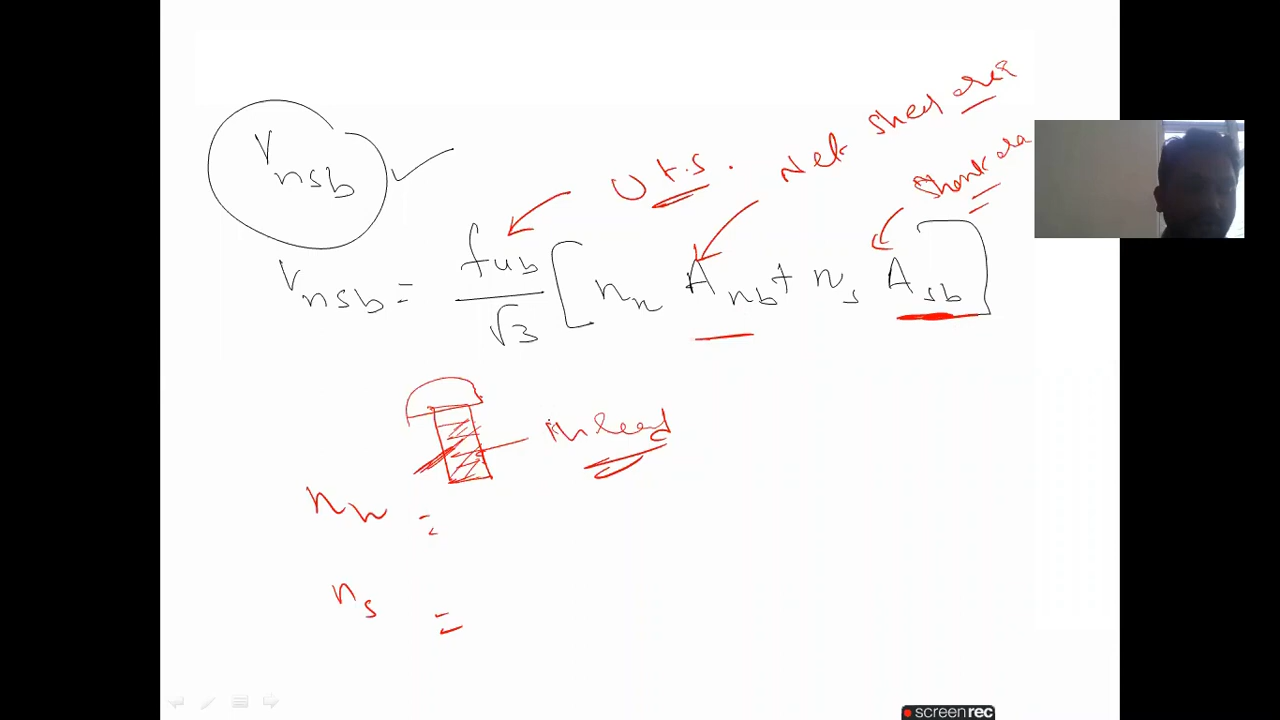 Vnsb
U t.s. Net shear area
Shank area
Vnsb = fub/√3 [nn Anb + ns Asb]
thread
nn =
ns =
screenrec